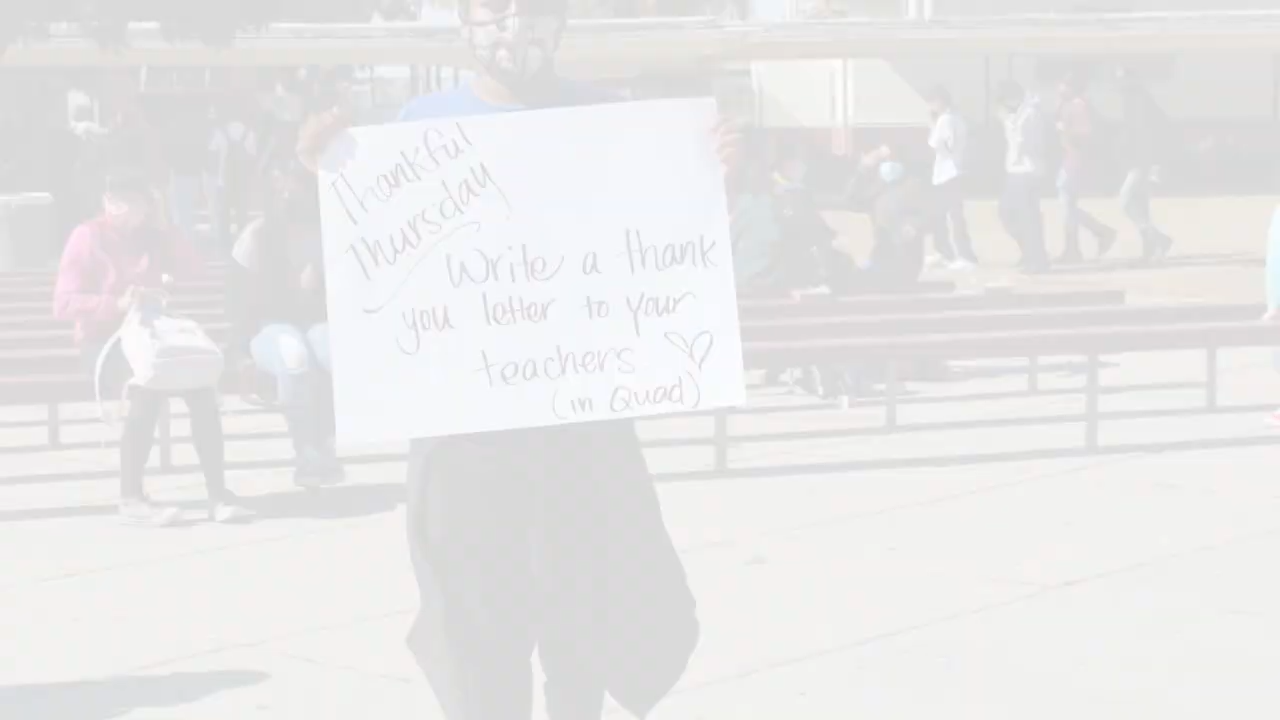 Thankful
Thursday
Write a thank
you letter to your
teachers
(in Quad)